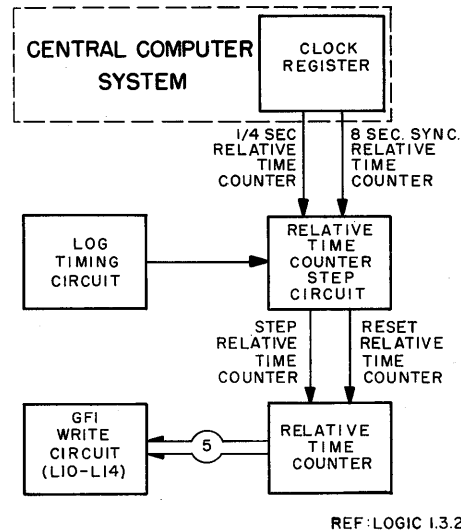 CENTRAL COMPUTER
SYSTEM
CLOCK
REGISTER
1/4 SEC
RELATIVE
TIME
COUNTER
8 SEC. SYNC.
RELATIVE
TIME
COUNTER
LOG
TIMING
CIRCUIT
RELATIVE
TIME
COUNTER
STEP
CIRCUIT
STEP
RELATIVE
TIME
COUNTER
RESET
RELATIVE
TIME
COUNTER
GFI
WRITE
CIRCUIT
(L10-L14)
5
RELATIVE
TIME
COUNTER
REF: LOGIC 1.3.2